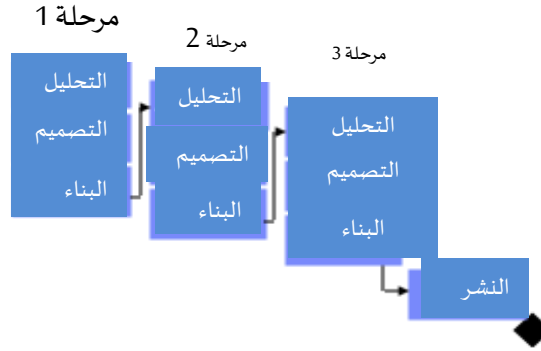 مرحلة 1
التحليل
التصميم
البناء
مرحلة 2
التحليل
التصميم
البناء
مرحلة 3
التحليل
التصميم
البناء
النشر